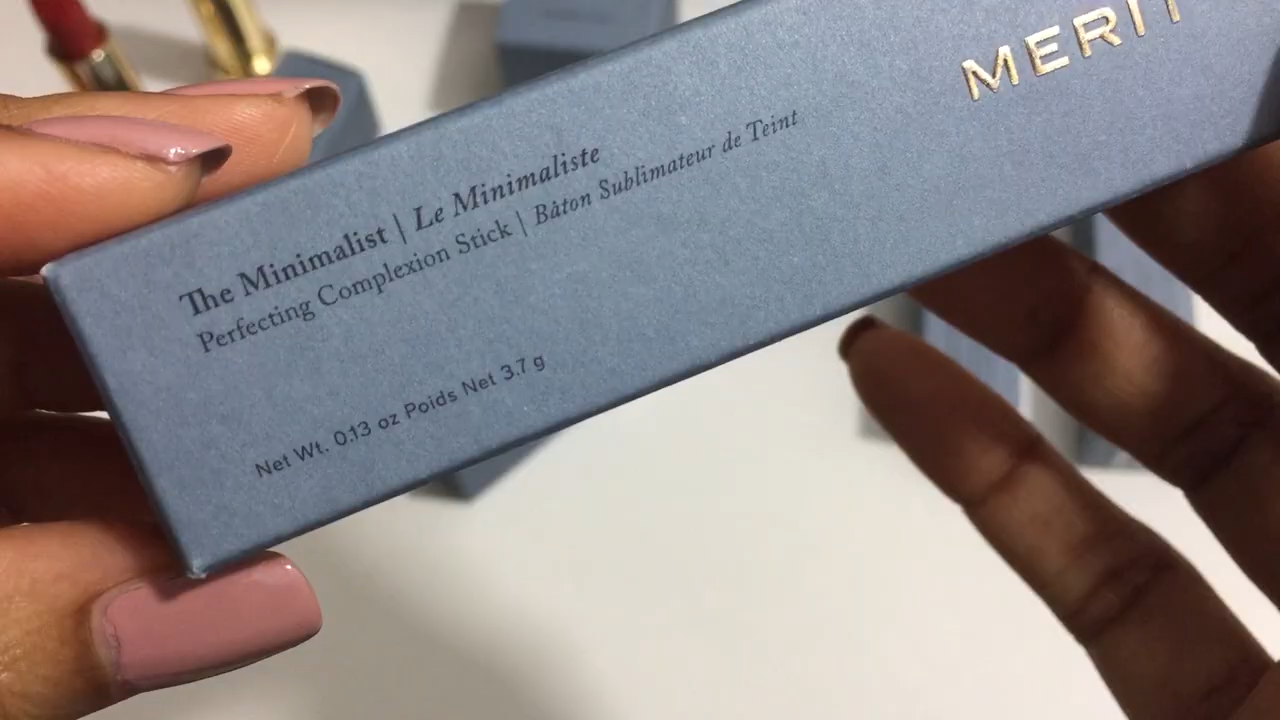 MERIT
The Minimalist | Le Minimaliste
Perfecting Complexion Stick | Bâton Sublimateur de Teint
Net Wt. 0.13 oz Poids Net 3.7 g